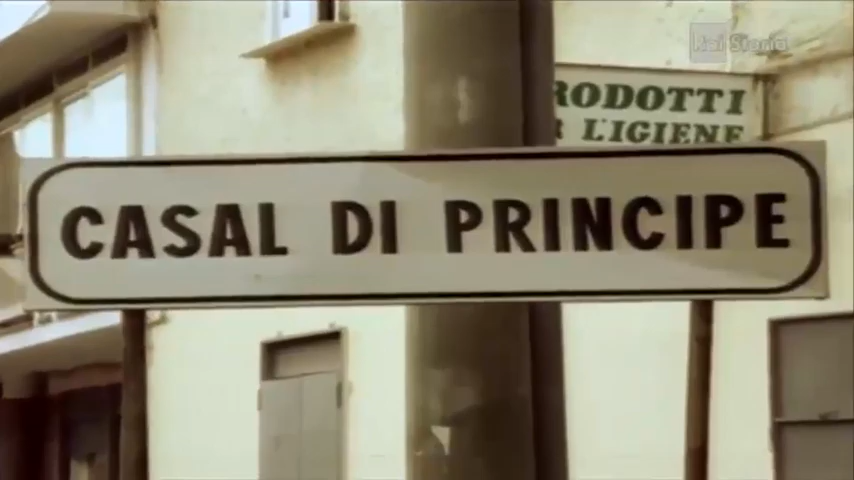 Rai Storia
RODOTTI
R L'IGIENE
CASAL DI PRINCIPE